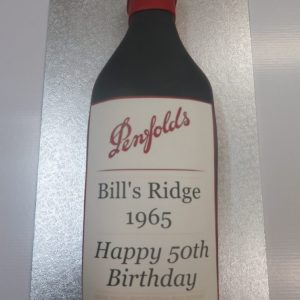 Penfolds
Bill's Ridge
1965
Happy 50th
Birthday